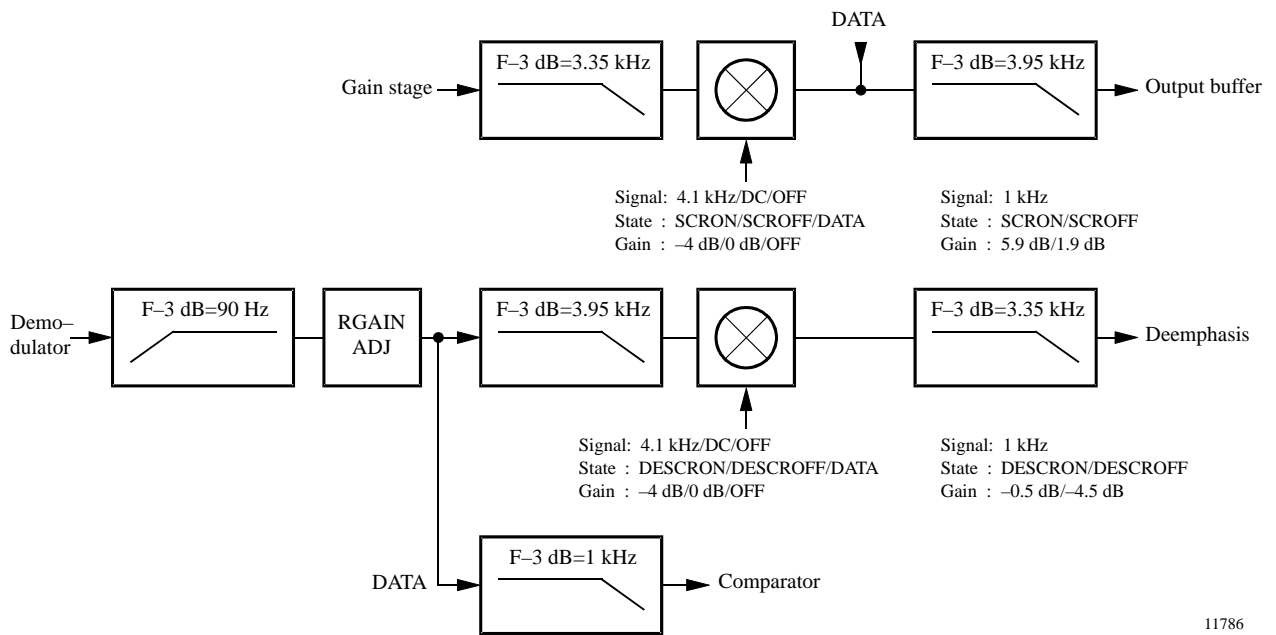 DATA
F–3 dB=3.35 kHz
F–3 dB=3.95 kHz
Gain stage
Output buffer
Signal: 4.1 kHz/DC/OFF
State : SCRON/SCROFF/DATA
Gain : –4 dB/0 dB/OFF
Signal: 1 kHz
State : SCRON/SCROFF
Gain : 5.9 dB/1.9 dB
Demo–
dulator
F–3 dB=90 Hz
RGAIN
ADJ
F–3 dB=3.95 kHz
F–3 dB=3.35 kHz
Deemphasis
Signal: 4.1 kHz/DC/OFF
State : DESCRON/DESCROFF/DATA
Gain : –4 dB/0 dB/OFF
Signal: 1 kHz
State : DESCRON/DESCROFF
Gain : –0.5 dB/–4.5 dB
DATA
F–3 dB=1 kHz
Comparator
11786